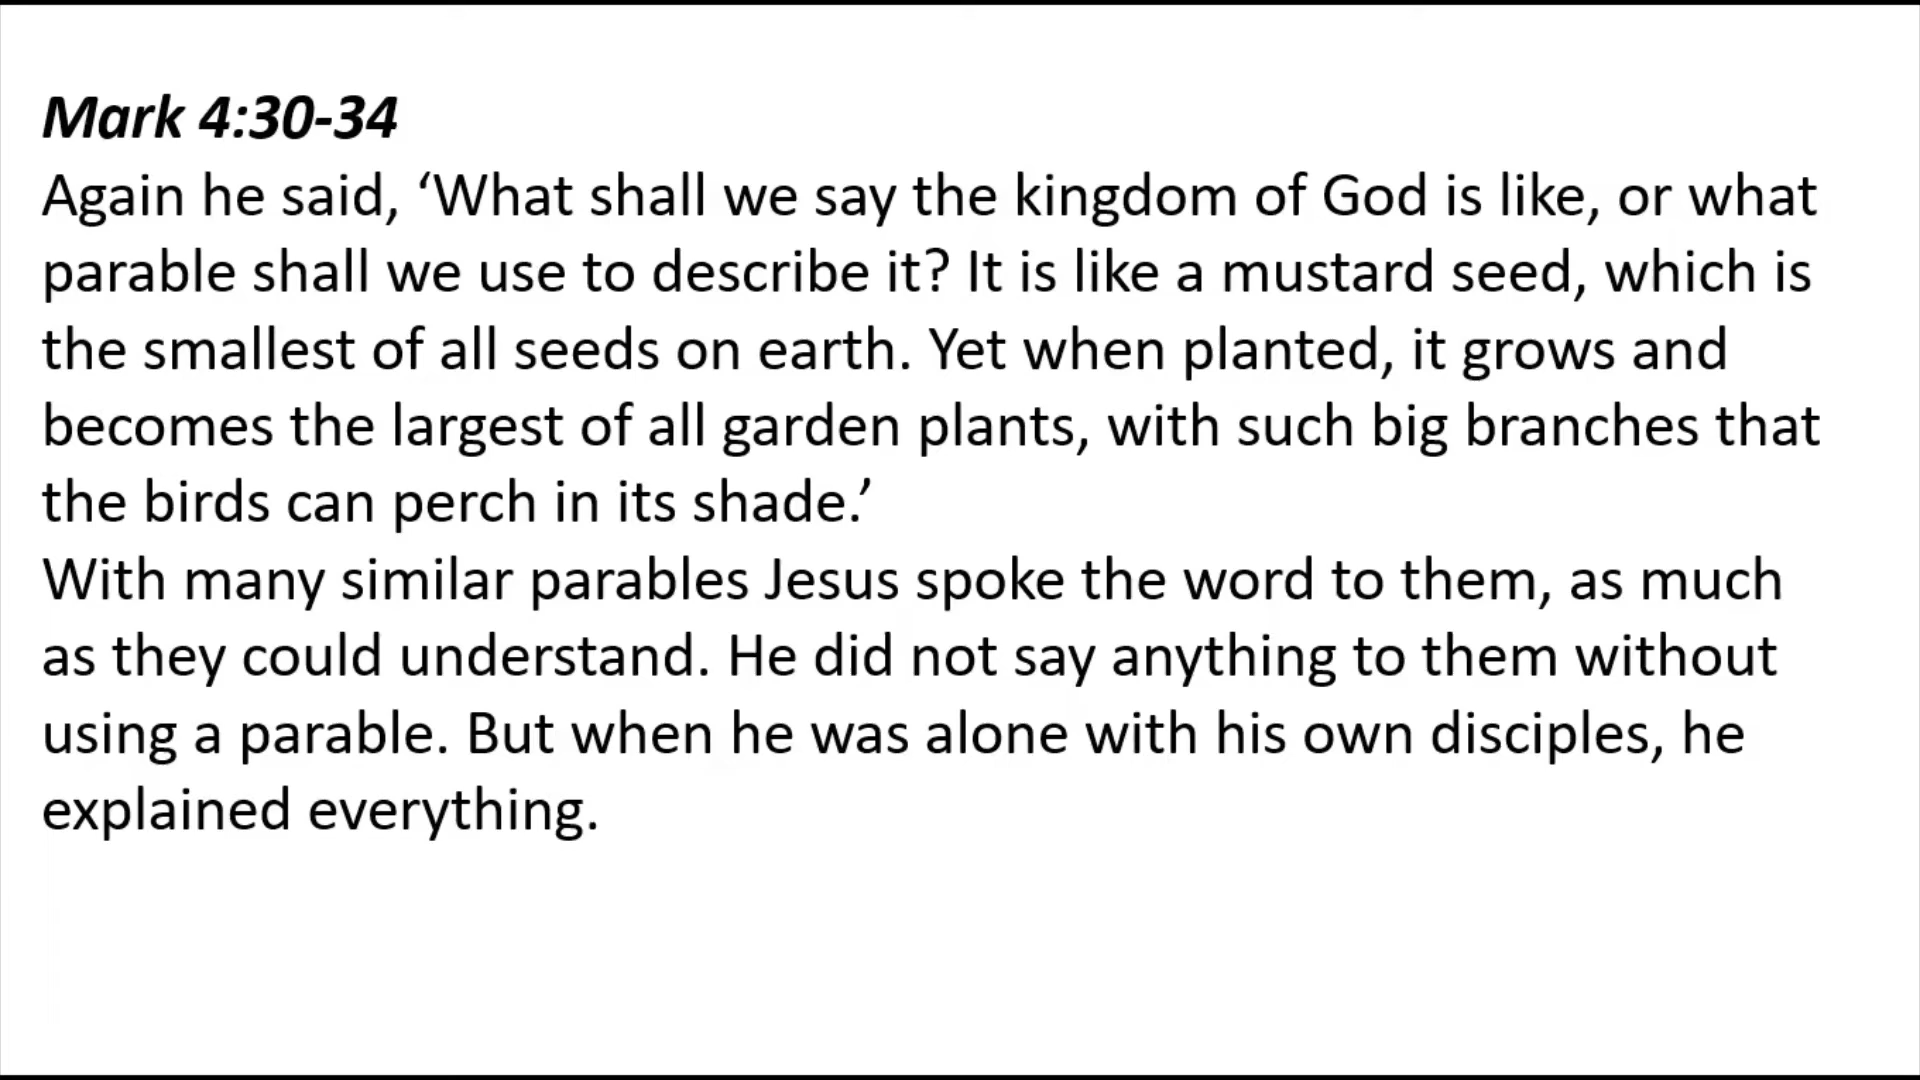 Mark 4:30-34
Again he said, ‘What shall we say the kingdom of God is like, or what
parable shall we use to describe it? It is like a mustard seed, which is
the smallest of all seeds on earth. Yet when planted, it grows and
becomes the largest of all garden plants, with such big branches that
the birds can perch in its shade.’
With many similar parables Jesus spoke the word to them, as much
as they could understand. He did not say anything to them without
using a parable. But when he was alone with his own disciples, he
explained everything.